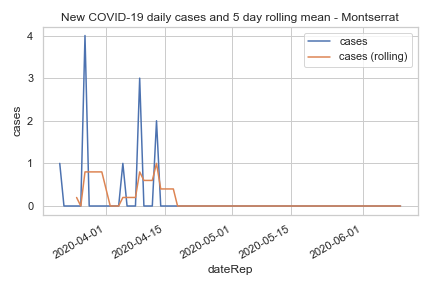 New COVID-19 daily cases and 5 day rolling mean - Montserrat
cases
cases (rolling)
4
3
2
1
0
cases
2020-04-01
2020-04-15
2020-05-01
2020-05-15
2020-06-01
dateRep